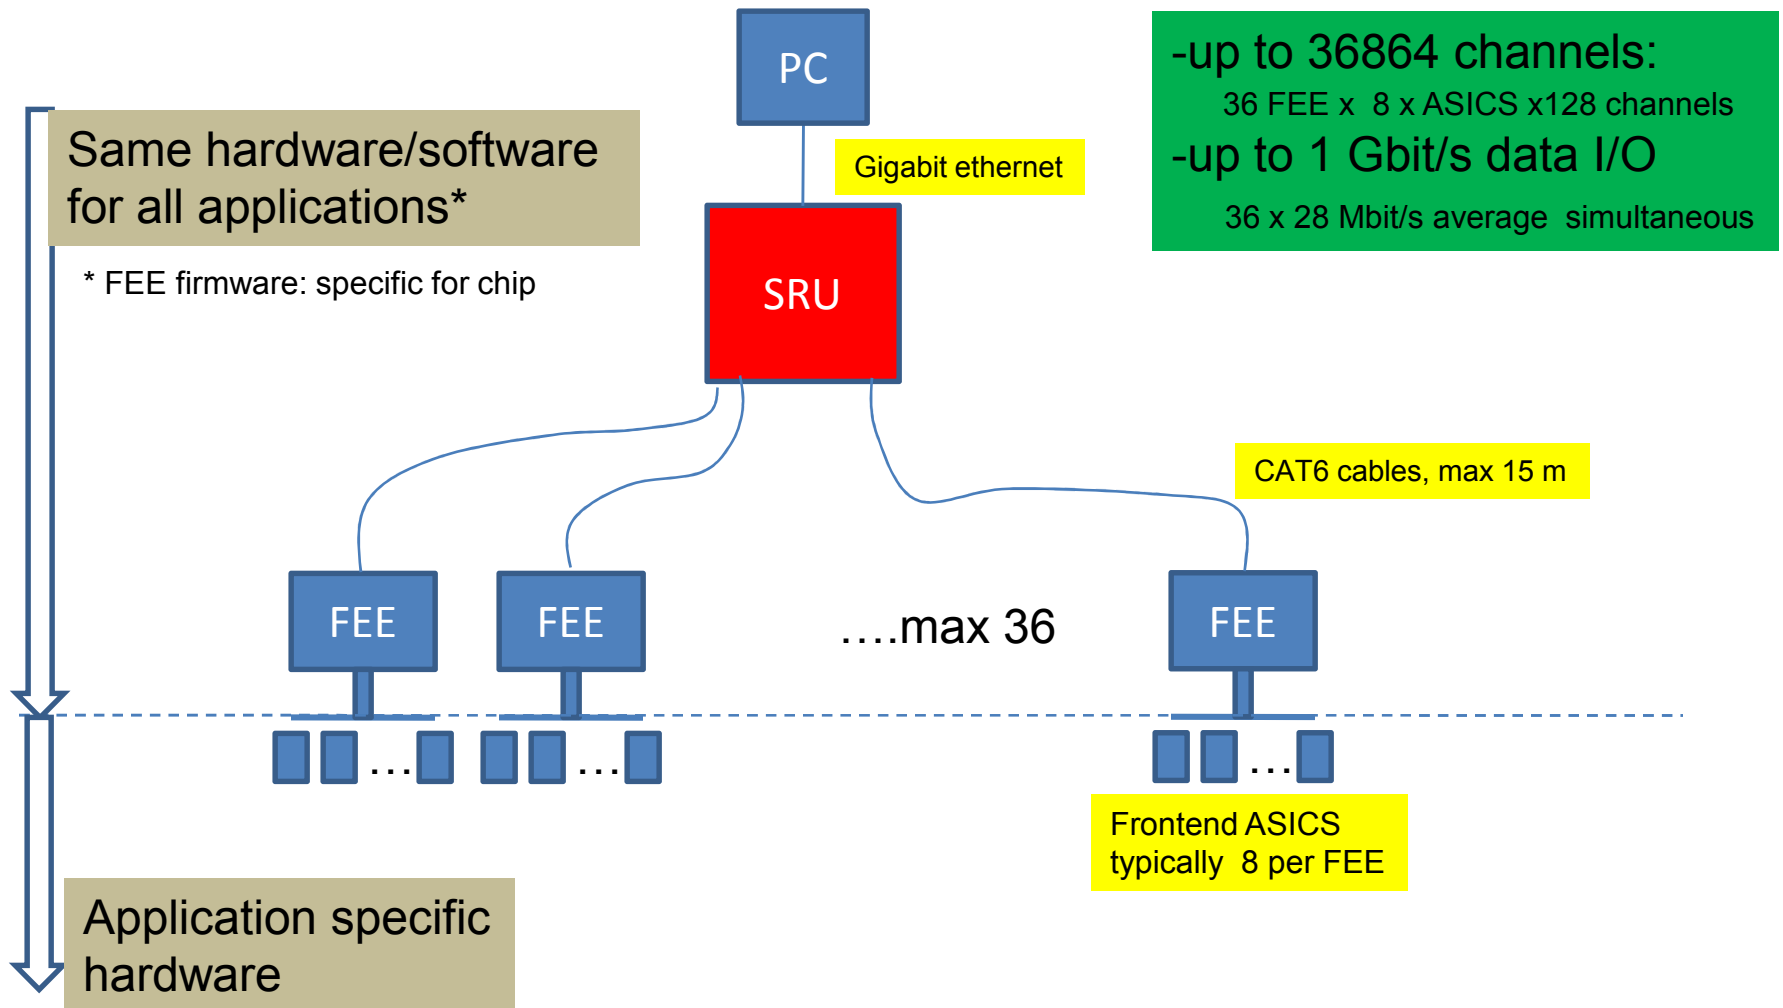 PC
-up to 36864 channels:
36 FEE x 8 x ASICS x128 channels
-up to 1 Gbit/s data I/O
36 x 28 Mbit/s average simultaneous
Same hardware/software
for all applications*
Gigabit ethernet
* FEE firmware: specific for chip
SRU
CAT6 cables, max 15 m
FEE
FEE
….max 36
FEE
…
…
…
Frontend ASICS
typically 8 per FEE
Application specific
hardware